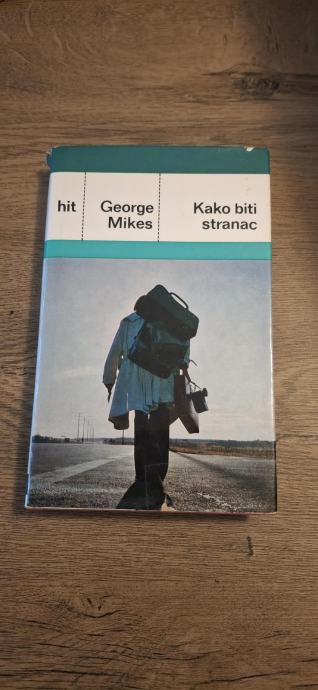 hit
George
Mikes
Kako biti
stranac